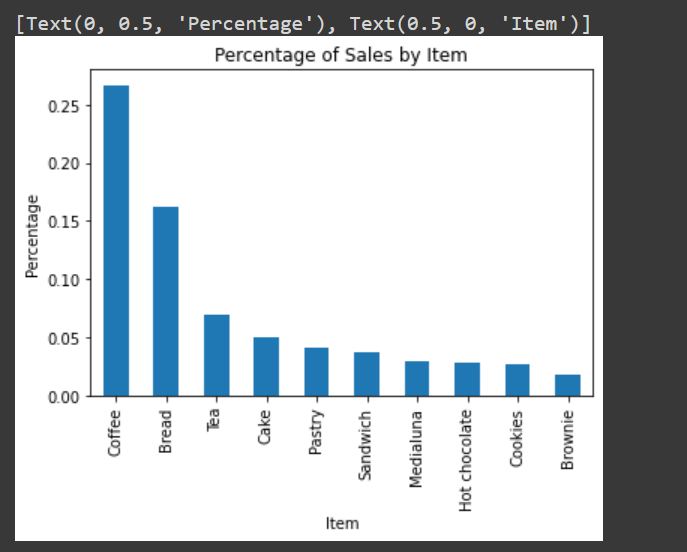 [Text(0, 0.5, 'Percentage'), Text(0.5, 0, 'Item')]
Percentage of Sales by Item
Percentage
0.25
0.20
0.15
0.10
0.05
0.00
Coffee
Bread
Tea
Cake
Pastry
Sandwich
Medialuna
Hot chocolate
Cookies
Brownie
Item